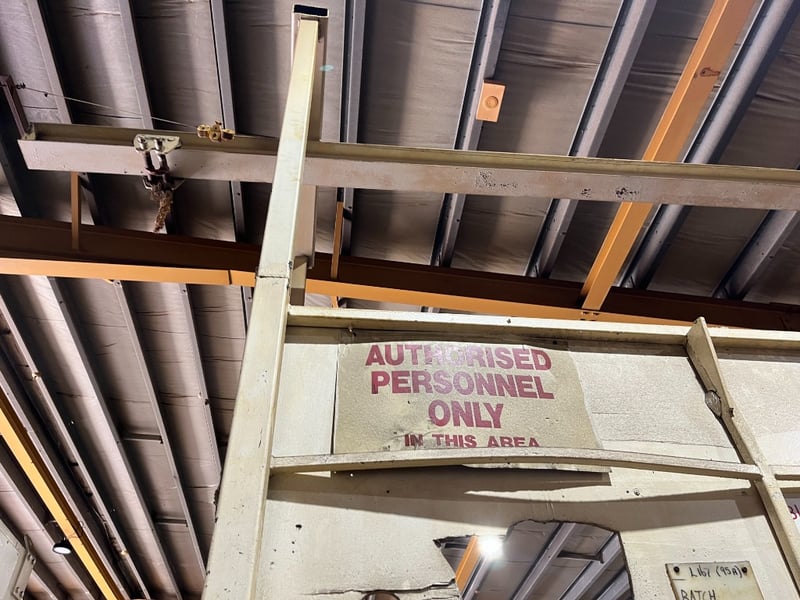 AUTHORISED
PERSONNEL
ONLY
IN THIS AREA
BATCH